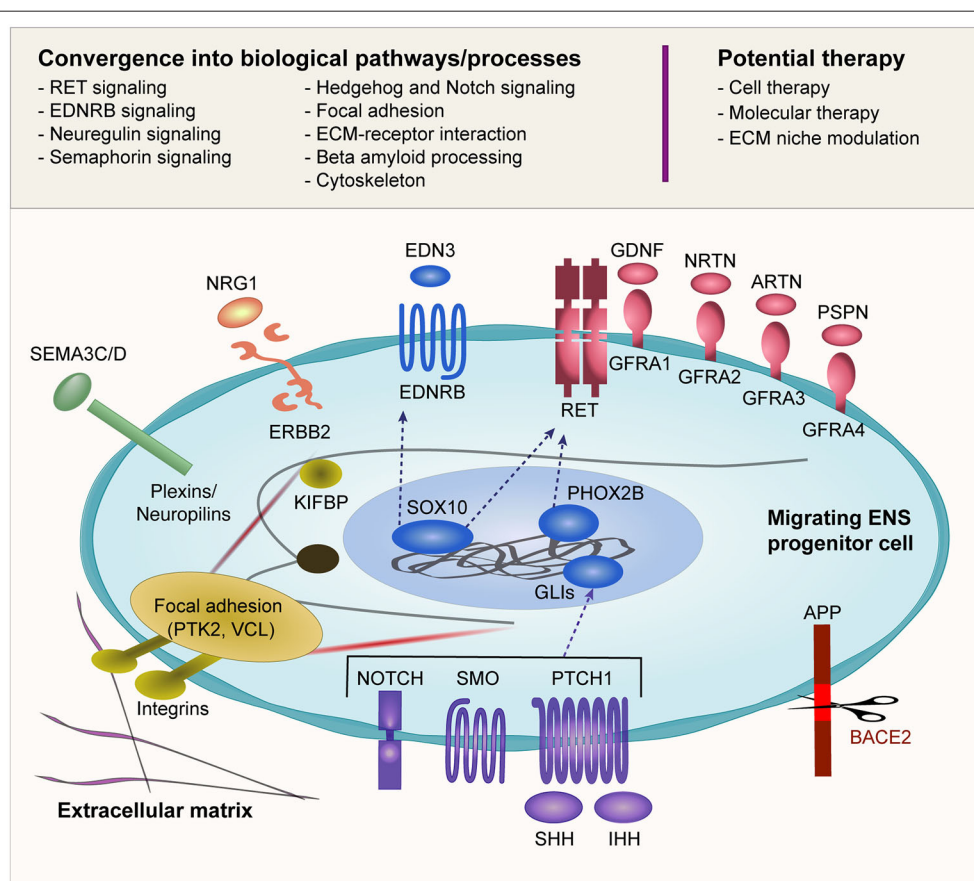 Convergence into biological pathways/processes
- RET signaling
- EDNRB signaling
- Neuregulin signaling
- Semaphorin signaling
- Hedgehog and Notch signaling
- Focal adhesion
- ECM-receptor interaction
- Beta amyloid processing
- Cytoskeleton
Potential therapy
- Cell therapy
- Molecular therapy
- ECM niche modulation
EDN3
GDNF
NRTN
ARTN
PSPN
NRG1
SEMA3C/D
EDNRB
RET
GFRA1
GFRA2
GFRA3
GFRA4
ERBB2
Plexins/
Neuropilins
KIFBP
SOX10
PHOX2B
GLIs
Migrating ENS
progenitor cell
Focal adhesion
(PTK2, VCL)
Integrins
NOTCH
SMO
PTCH1
APP
BACE2
Extracellular matrix
SHH
IHH